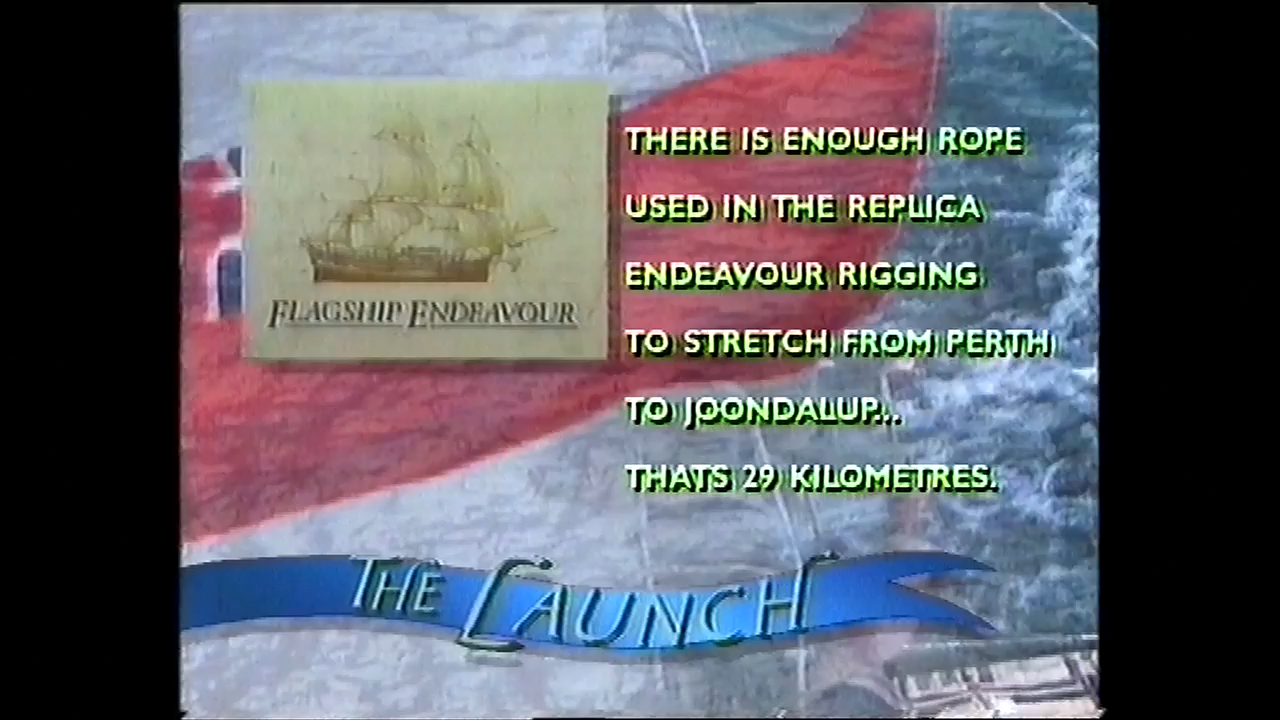 THERE IS ENOUGH ROPE
USED IN THE REPLICA
ENDEAVOUR RIGGING
TO STRETCH FROM PERTH
TO JOONDALUP...
THATS 29 KILOMETRES.
FLAGSHIP ENDEAVOUR
THE LAUNCH